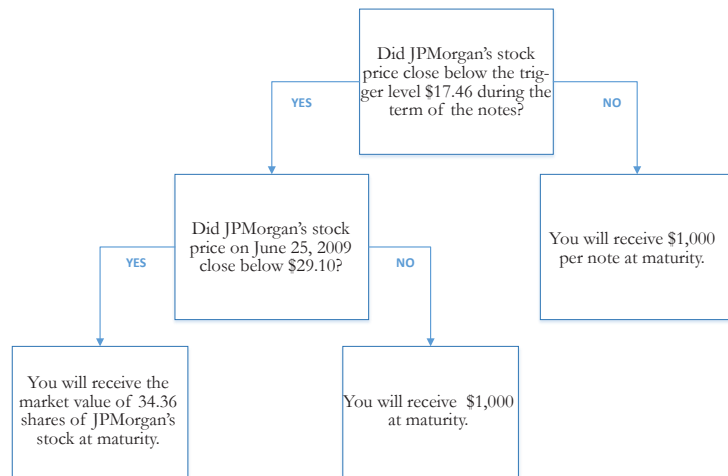 Did JPMorgan's stock
price close below the trig-
ger level $17.46 during the
term of the notes?
YES
NO
Did JPMorgan's stock
price on June 25, 2009
close below $29.10?
You will receive $1,000
per note at maturity.
YES
NO
You will receive the
market value of 34.36
shares of JPMorgan's
stock at maturity.
You will receive $1,000
at maturity.